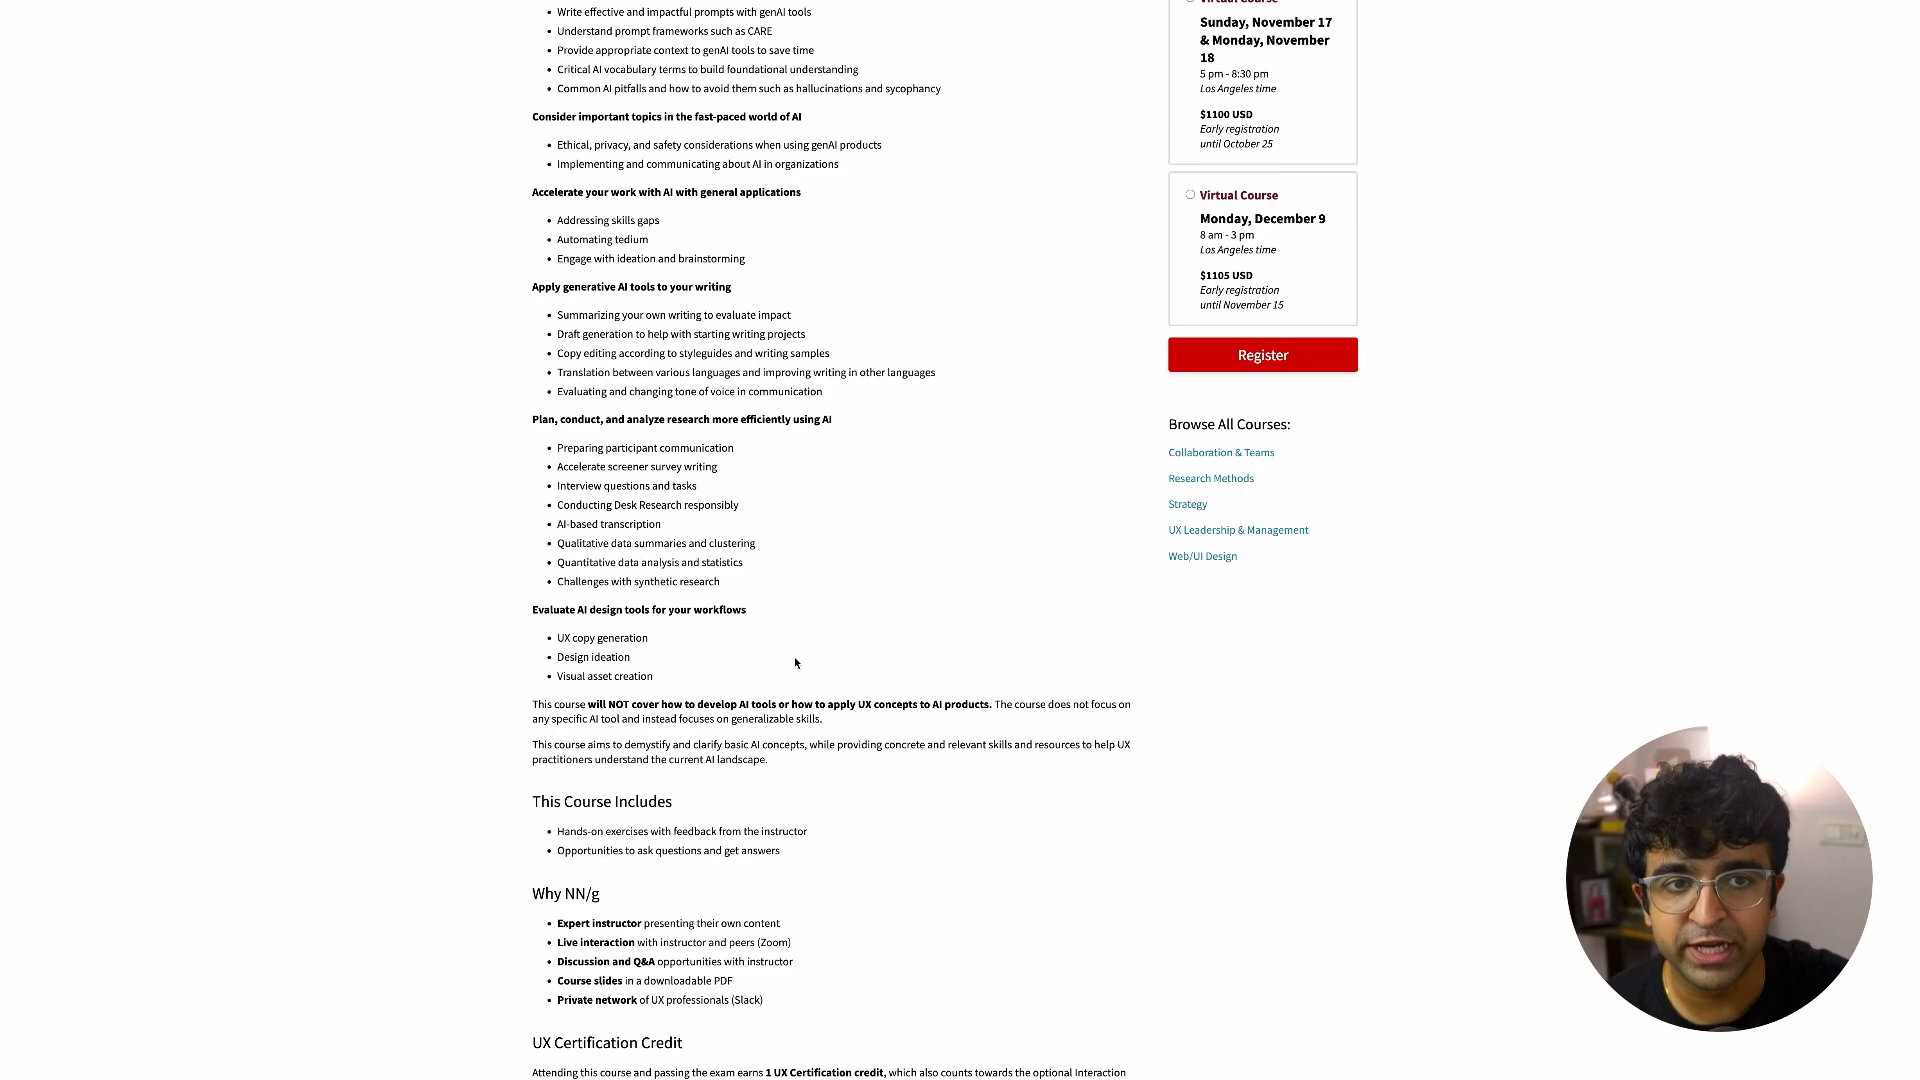 Write effective and impactful prompts with genAI tools
Understand prompt frameworks such as CARE
Provide appropriate context to genAI tools to save time
Critical AI vocabulary terms to build foundational understanding
Common AI pitfalls and how to avoid them such as hallucinations and sycophancy
Consider important topics in the fast-paced world of AI
Ethical, privacy, and safety considerations when using genAI products
Implementing and communicating about AI in organizations
Accelerate your work with AI with general applications
Addressing skills gaps
Automating tedium
Engage with ideation and brainstorming
Apply generative AI tools to your writing
Summarizing your own writing to evaluate impact
Draft generation to help with starting writing projects
Copy editing according to styleguides and writing samples
Translation between various languages and improving writing in other languages
Evaluating and changing tone of voice in communication
Plan, conduct, and analyze research more efficiently using AI
Preparing participant communication
Accelerate screener survey writing
Interview questions and tasks
Conducting Desk Research responsibly
AI-based transcription
Qualitative data summaries and clustering
Quantitative data analysis and statistics
Challenges with synthetic research
Evaluate AI design tools for your workflows
UX copy generation
Design ideation
Visual asset creation
This course will NOT cover how to develop AI tools or how to apply UX concepts to AI products. The course does not focus on
any specific AI tool and instead focuses on generalizable skills.
This course aims to demystify and clarify basic AI concepts, while providing concrete and relevant skills and resources to help UX
practitioners understand the current AI landscape.
This Course Includes
Hands-on exercises with feedback from the instructor
Opportunities to ask questions and get answers
Why NN/g
Expert instructor presenting their own content
Live interaction with instructor and peers (Zoom)
Discussion and Q&A opportunities with instructor
Course slides in a downloadable PDF
Private network of UX professionals (Slack)
UX Certification Credit
Attending this course and passing the exam earns 1 UX Certification credit, which also counts towards the optional Interaction
Virtual Course
Sunday, November 17
& Monday, November
18
5 pm - 8:30 pm
Los Angeles time
$1100 USD
Early registration
until October 25
Virtual Course
Monday, December 9
8 am - 3 pm
Los Angeles time
$1105 USD
Early registration
until November 15
Register
Browse All Courses:
Collaboration & Teams
Research Methods
Strategy
UX Leadership & Management
Web/UI Design